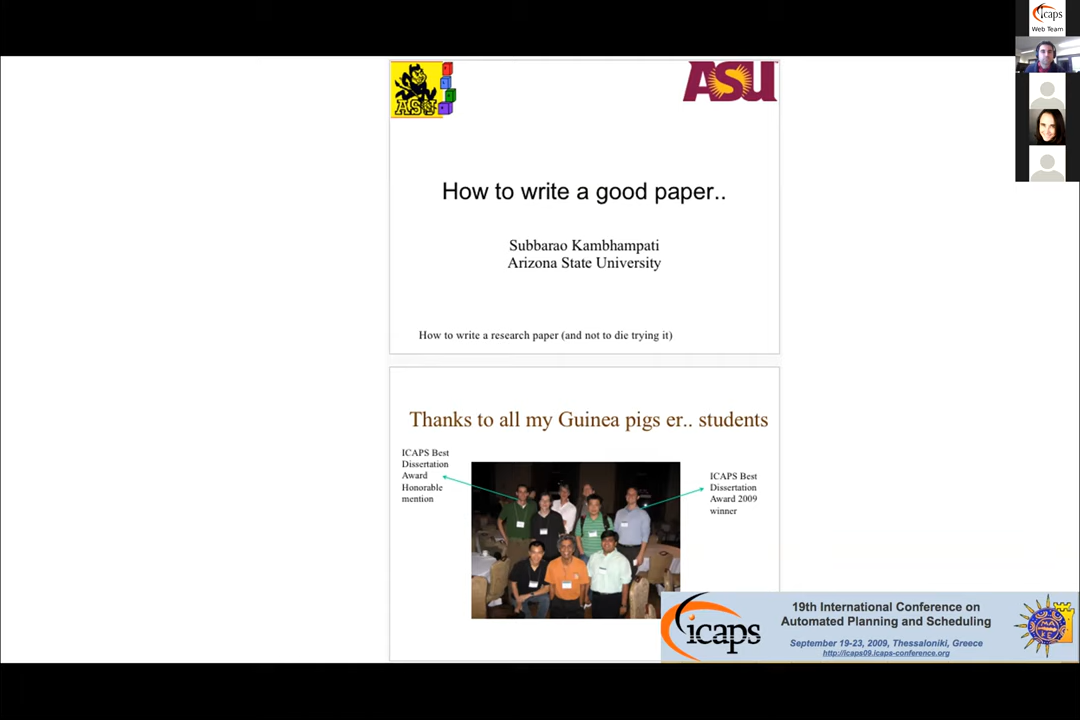 icaps
Web Team
ASU
ASU
How to write a good paper..
Subbarao Kambhampati
Arizona State University
How to write a research paper (and not to die trying it)
Thanks to all my Guinea pigs er.. students
ICAPS Best
Dissertation
Award
Honorable
mention
ICAPS Best
Dissertation
Award 2009
winner
icaps
19th International Conference on
Automated Planning and Scheduling
September 19-23, 2009, Thessaloniki, Greece
http://icaps09.icaps-conference.org